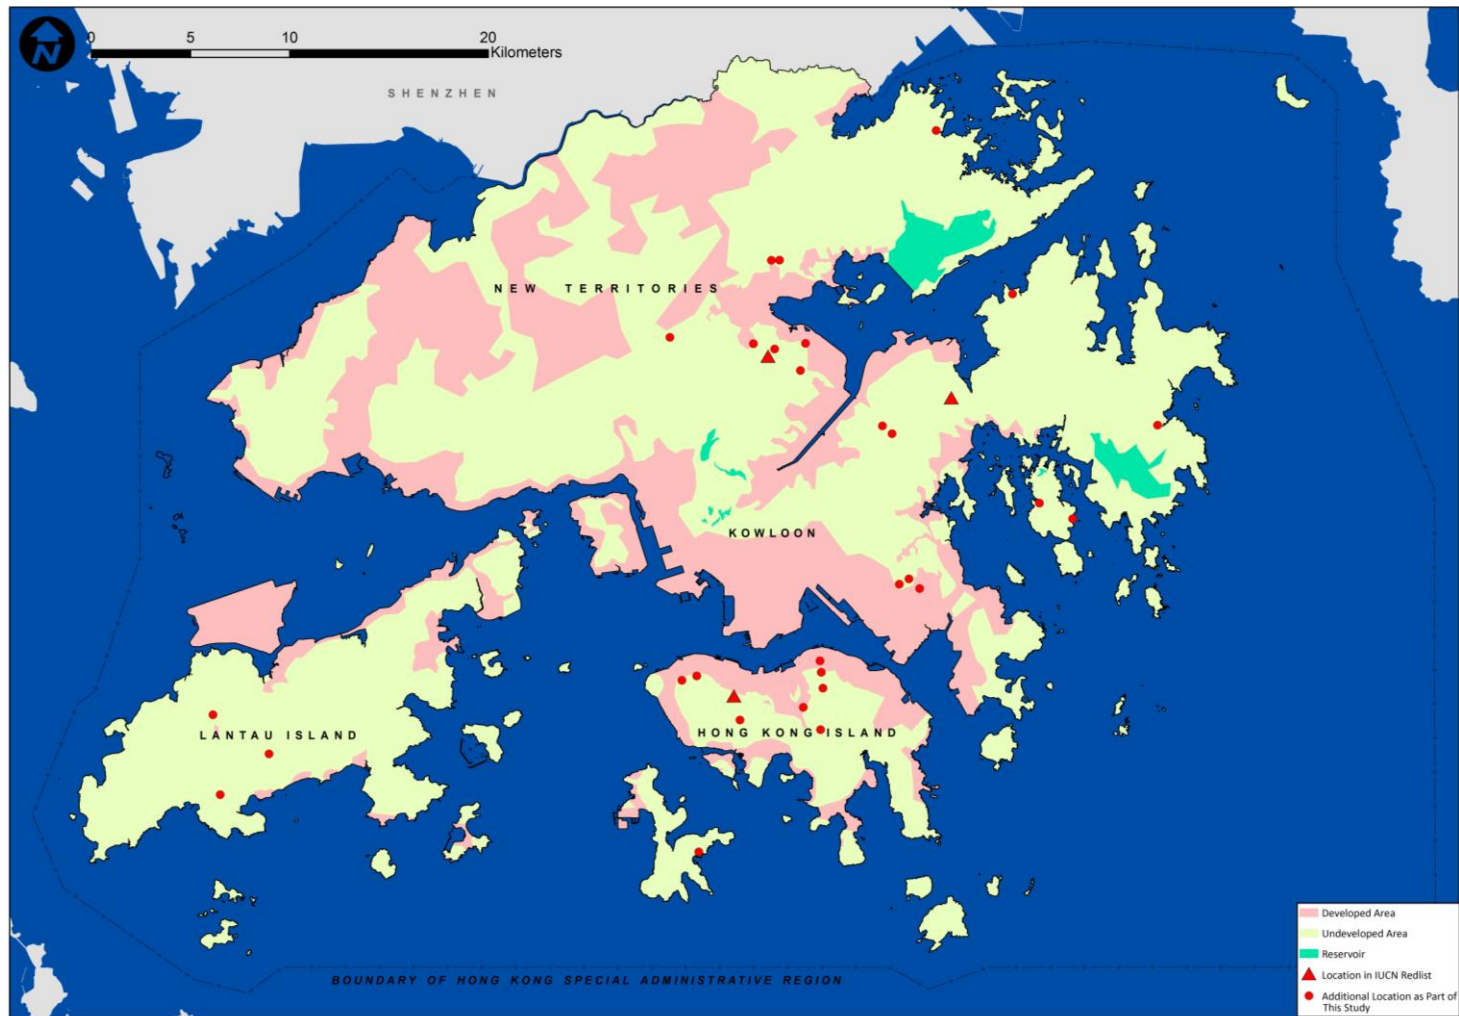 N
0 5 10 20
Kilometers
SHENZHEN
NEW TERRITORIES
KOWLOON
LANTAU ISLAND
HONG KONG ISLAND
BOUNDARY OF HONG KONG SPECIAL ADMINISTRATIVE REGION
Developed Area
Undeveloped Area
Reservoir
Location in IUCN Redlist
Additional Location as Part of
This Study